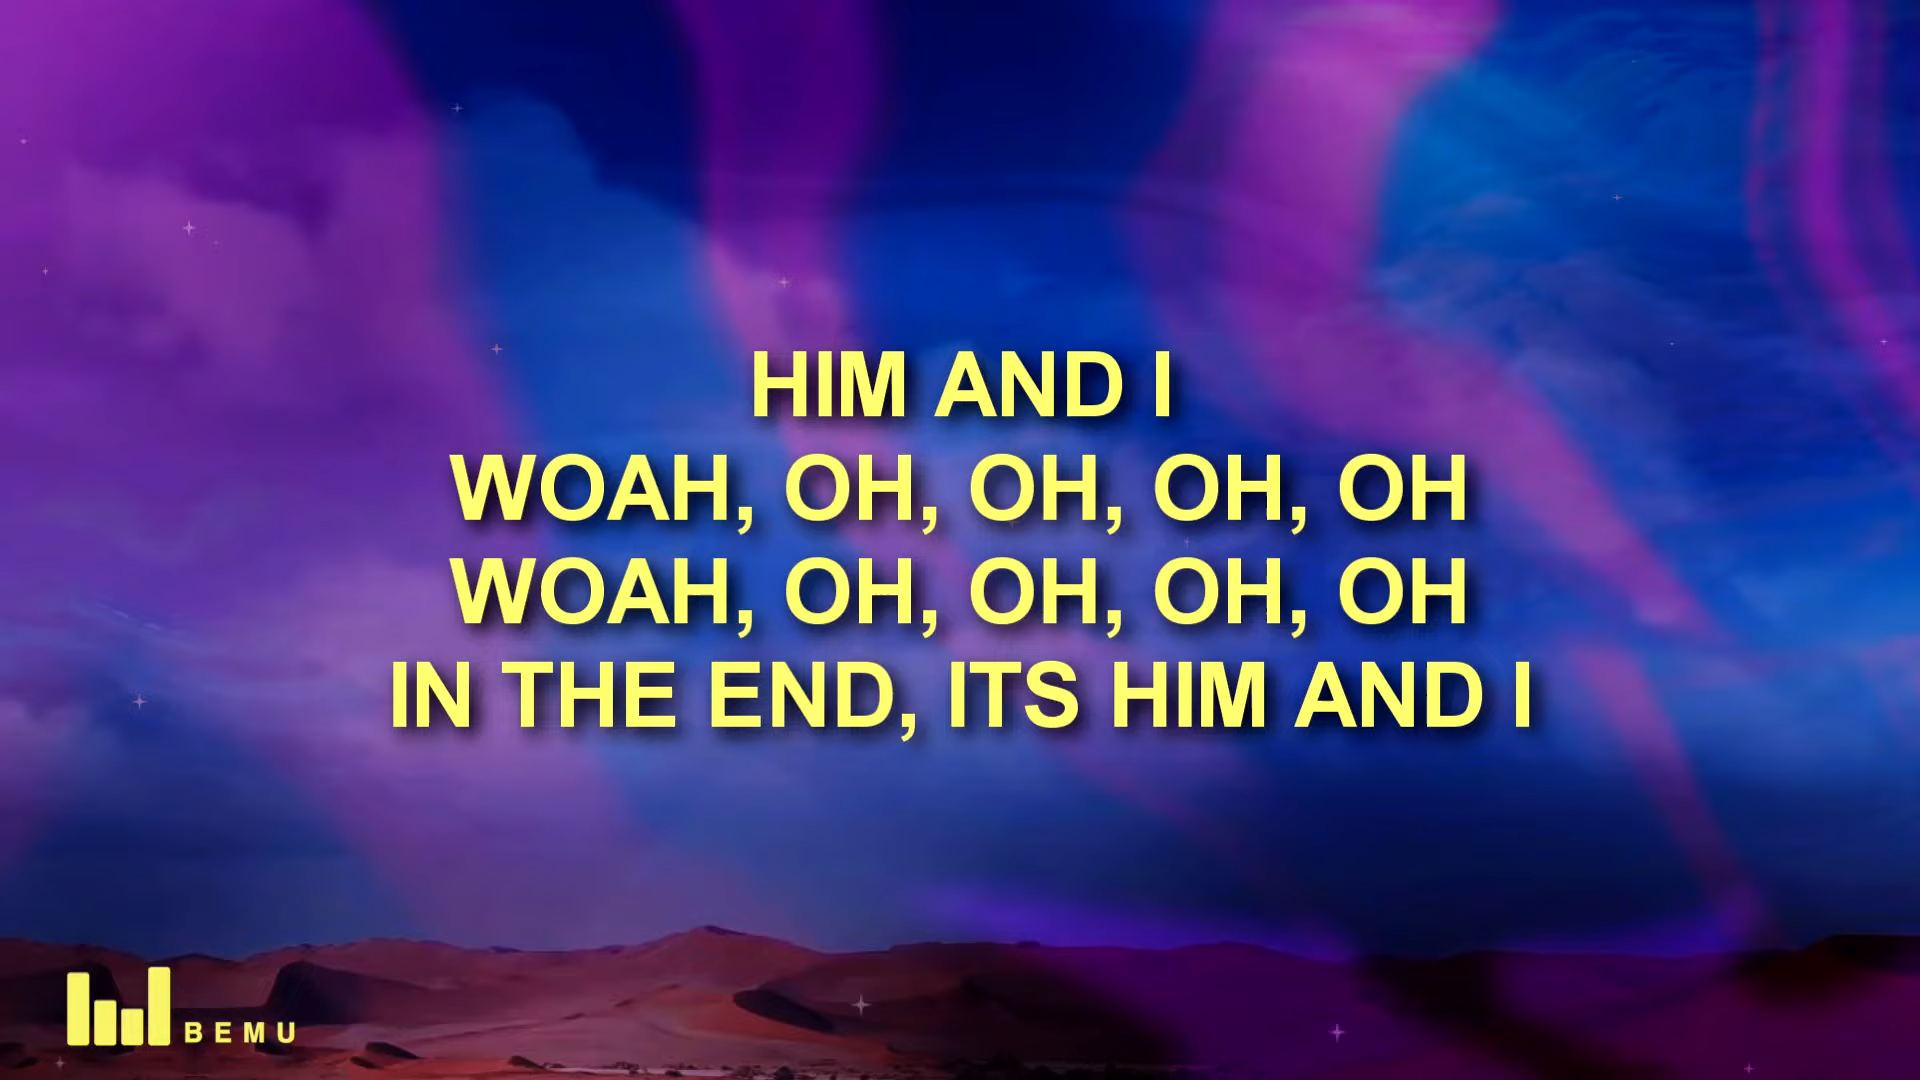 HIM AND I
WOAH, OH, OH, OH, OH
WOAH, OH, OH, OH, OH
IN THE END, ITS HIM AND I
BEMU